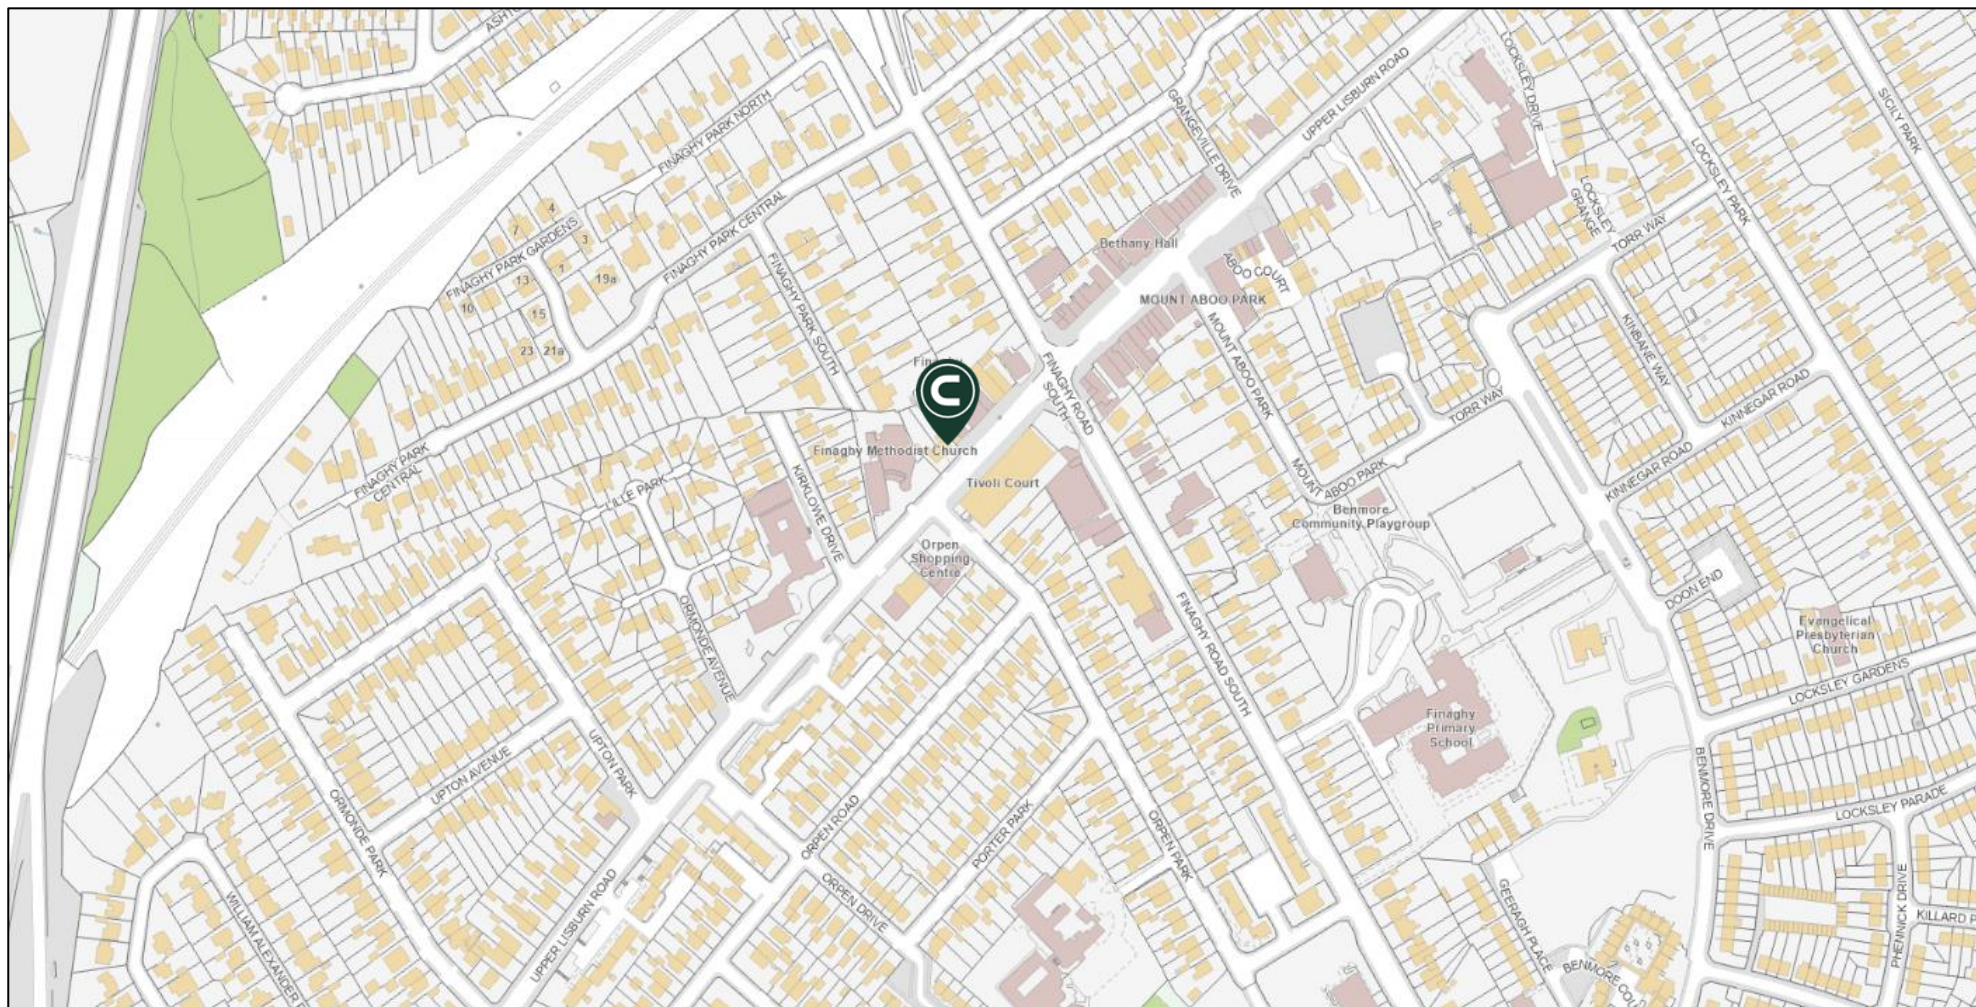 ASHTO
LOCKSLEY DRIVE
UPPER LISBURN ROAD
SICILY PARK
FINAGHY PARK NORTH
GRANGEVILLE DRIVE
LOCKSLEY PARK
4
7
3
FINAGHY PARK GARDENS
1
13
19a
10
15
23
21a
FINAGHY PARK CENTRAL
FINAGHY PARK SOUTH
Bethany Hall
ABOO COURT
MOUNT ABOO PARK
LOCKSLEY
GRANGE
TORR WAY
KINBANE WAY
MOUNT ABOO PARK
FINAGHY ROAD
SOUTH
C
KINNEGAR ROAD
TORR WAY
KINNEGAR ROAD
Finaghy Methodist Church
FINAGHY PARK
CENTRAL
LILLE PARK
KIRKLOWE DRIVE
Tivoli Court
MOUNT ABOO PARK
Benmore
Community Playgroup
Orpen
Shopping
Centre
DOON END
ORMONDE AVENUE
FINAGHY ROAD SOUTH
Evangelical
Presbyterian
Church
LOCKSLEY GARDENS
Finaghy
Primary
School
UPTON PARK
UPTON AVENUE
BENMORE DRIVE
ORMONDE PARK
ORPEN ROAD
PORTER PARK
ORPEN PARK
LOCKSLEY PARADE
ORPEN DRIVE
UPPER LISBURN ROAD
WILLIAM ALEXANDER
GEERAGH PLACE
PHENNICK DRIVE
KILLARD P
BENMORE CO